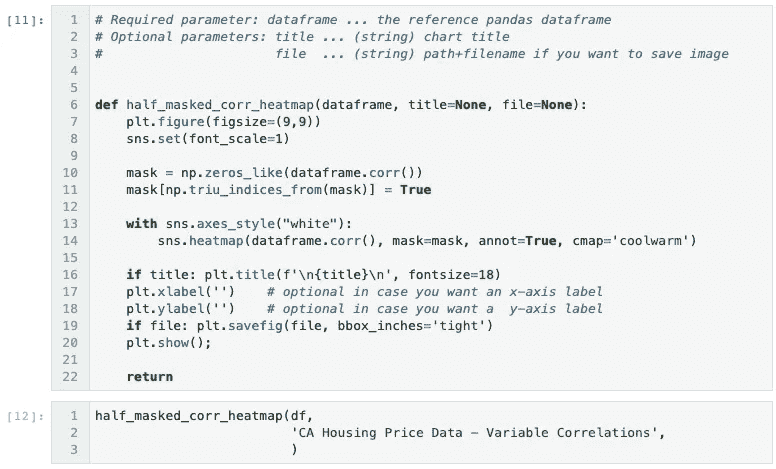 [11]:
1 # Required parameter: dataframe ... the reference pandas dataframe
2 # Optional parameters: title ... (string) chart title
3 #                      file  ... (string) path+filename if you want to save image
4
5
6 def half_masked_corr_heatmap(dataframe, title=None, file=None):
7     plt.figure(figsize=(9,9))
8     sns.set(font_scale=1)
9
10     mask = np.zeros_like(dataframe.corr())
11     mask[np.triu_indices_from(mask)] = True
12
13     with sns.axes_style("white"):
14         sns.heatmap(dataframe.corr(), mask=mask, annot=True, cmap='coolwarm')
15
16     if title: plt.title(f'\n{title}\n', fontsize=18)
17     plt.xlabel('')    # optional in case you want an x-axis label
18     plt.ylabel('')    # optional in case you want a  y-axis label
19     if file: plt.savefig(file, bbox_inches='tight')
20     plt.show();
21
22     return
[12]:
1 half_masked_corr_heatmap(df,
2                          'CA Housing Price Data - Variable Correlations',
3                          )